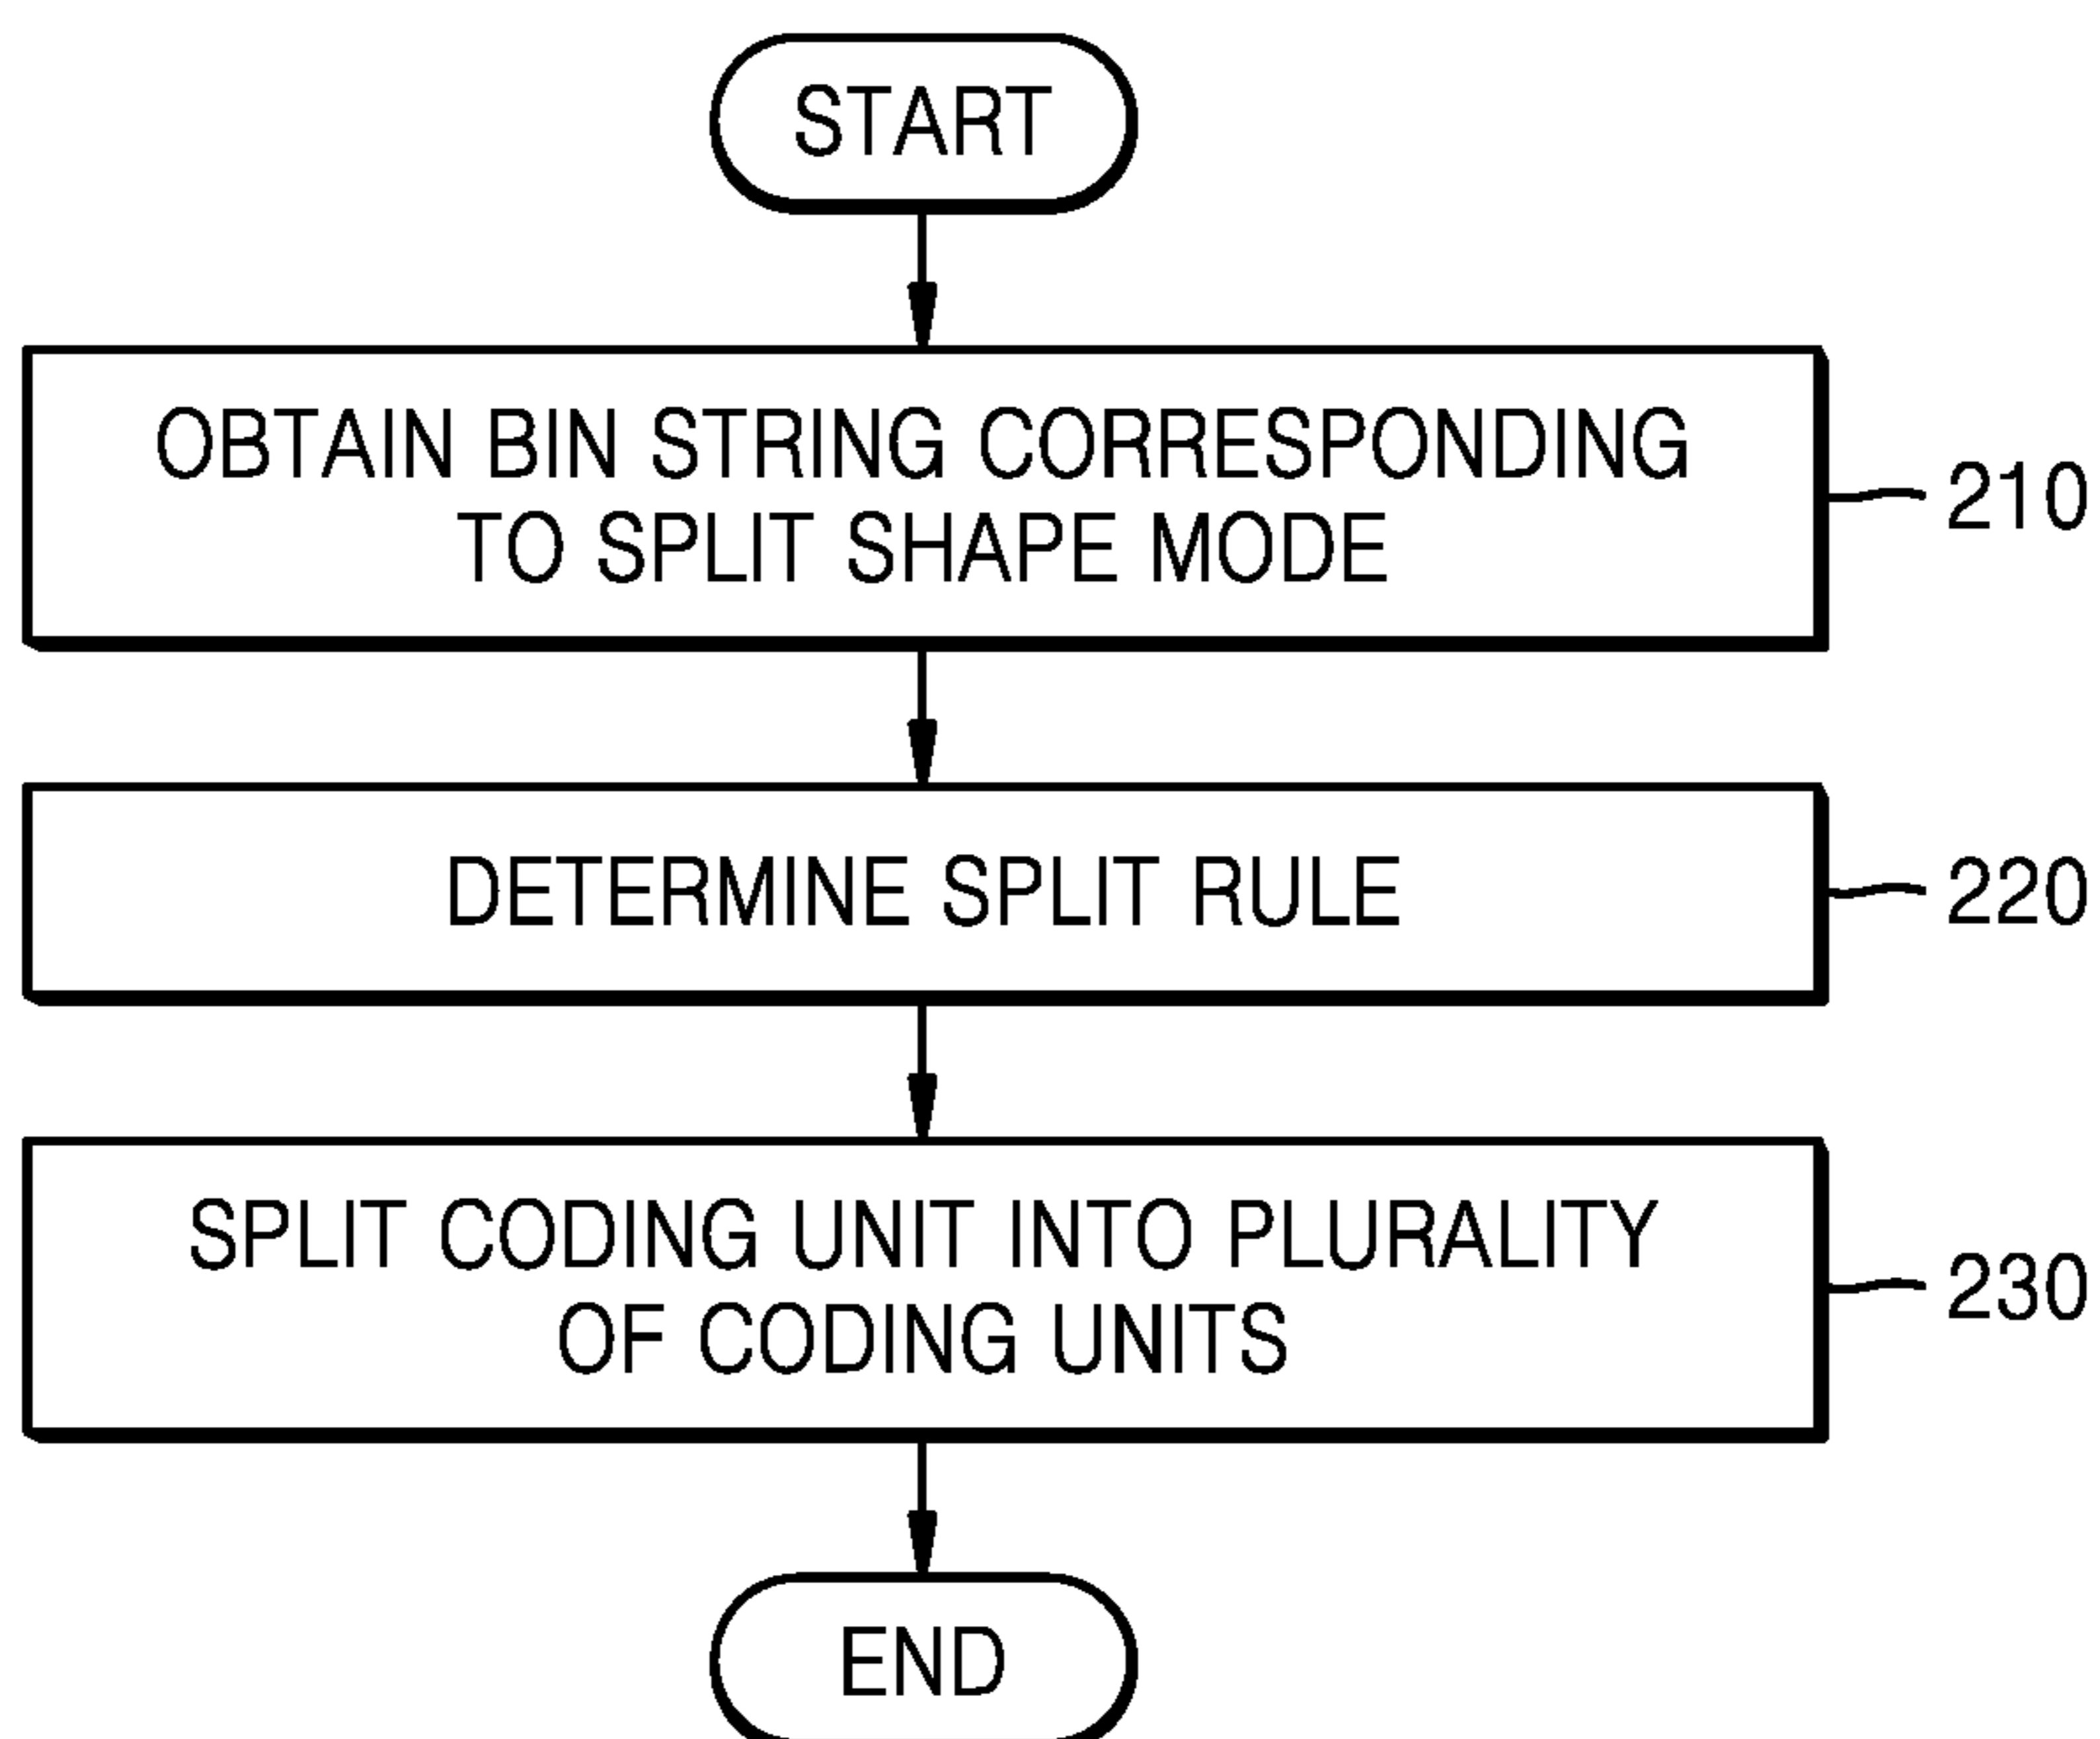 START
OBTAIN BIN STRING CORRESPONDING
TO SPLIT SHAPE MODE
210
DETERMINE SPLIT RULE
220
SPLIT CODING UNIT INTO PLURALITY
OF CODING UNITS
230
END